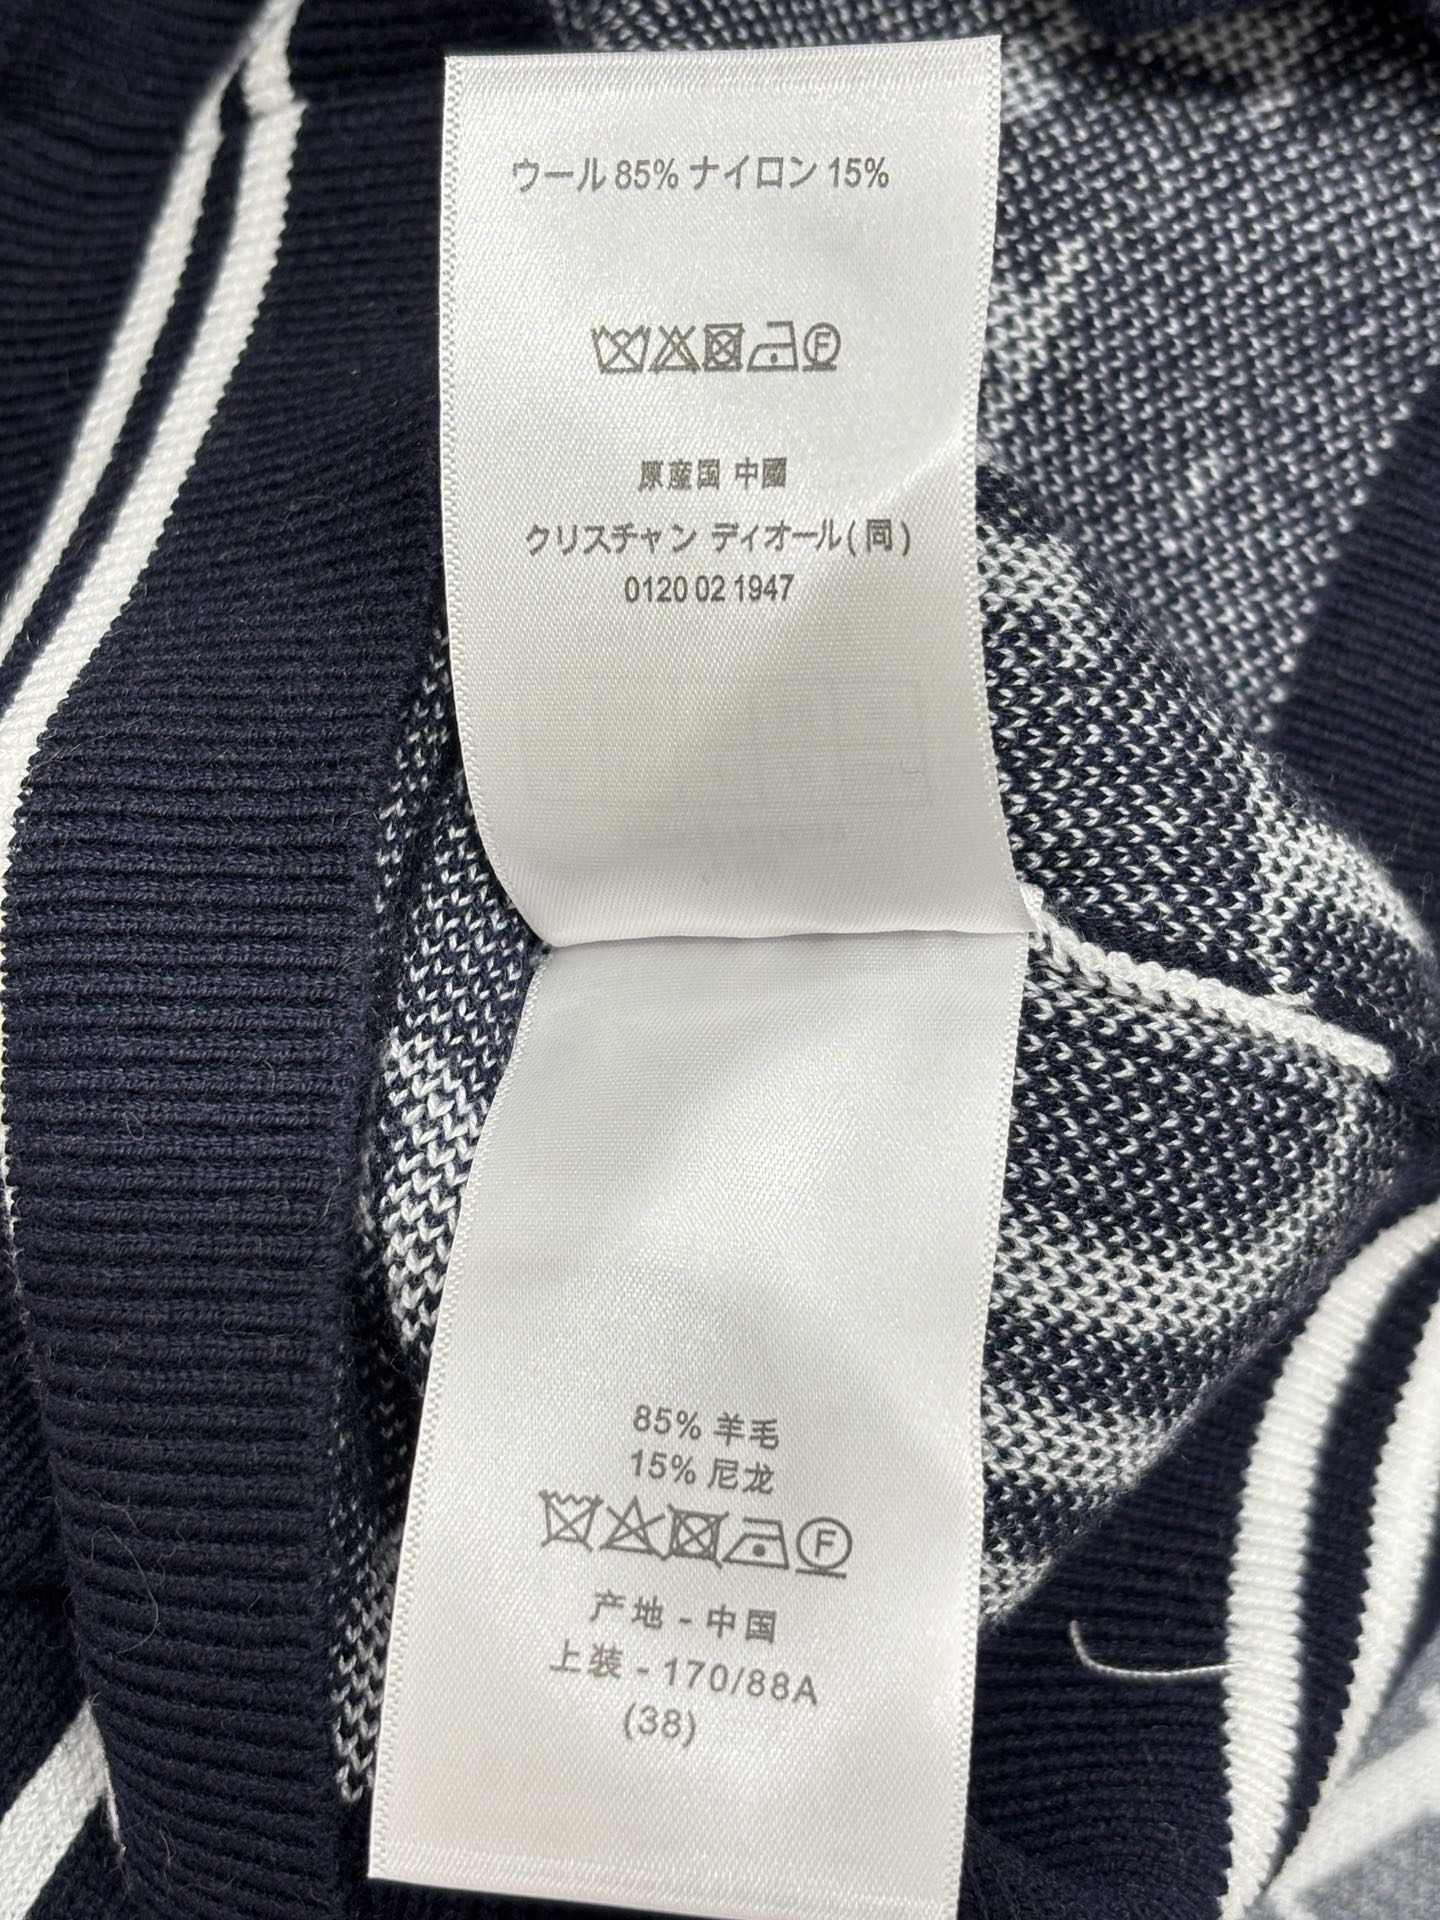 ウール 85% ナイロン 15%
F
原産国 中國
クリスチャン ディオール(同)
0120 02 1947
85% 羊毛
15% 尼龙
F
产地 - 中国
上装 - 170/88A
(38)